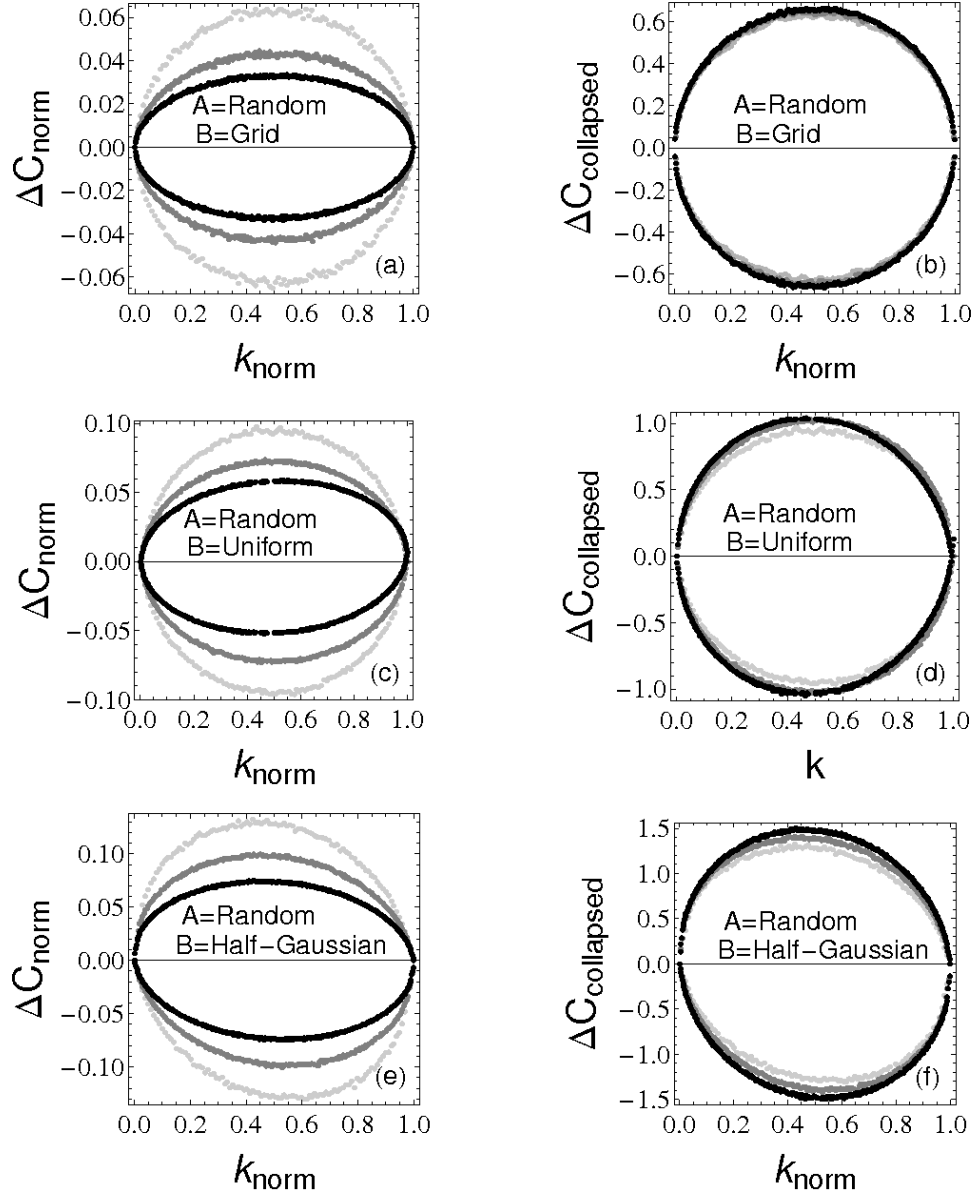 ΔC_norm
0.06
0.04
0.02
0.00
−0.02
−0.04
−0.06
A=Random
B=Grid
(a)
0.0 0.2 0.4 0.6 0.8 1.0
k_norm
ΔC_collapsed
0.6
0.4
0.2
0.0
−0.2
−0.4
−0.6
A=Random
B=Grid
(b)
0.0 0.2 0.4 0.6 0.8 1.0
k_norm
ΔC_norm
0.10
0.05
0.00
−0.05
−0.10
A=Random
B=Uniform
(c)
0.0 0.2 0.4 0.6 0.8 1.0
k_norm
ΔC_collapsed
1.0
0.5
0.0
−0.5
−1.0
A=Random
B=Uniform
(d)
0.0 0.2 0.4 0.6 0.8 1.0
k
ΔC_norm
0.10
0.05
0.00
−0.05
−0.10
A=Random
B=Half−Gaussian
(e)
0.0 0.2 0.4 0.6 0.8 1.0
k_norm
ΔC_collapsed
1.5
1.0
0.5
0.0
−0.5
−1.0
−1.5
A=Random
B=Half−Gaussian
(f)
0.0 0.2 0.4 0.6 0.8 1.0
k_norm